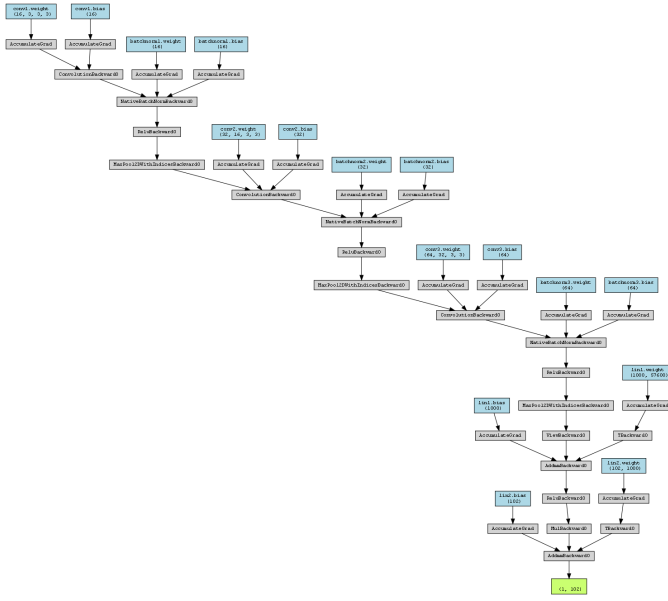 conv1.weight
(16, 3, 3, 3)
conv1.bias
(16)
AccumulateGrad
AccumulateGrad
batchnorm1.weight
(16)
batchnorm1.bias
(16)
ConvolutionBackward0
AccumulateGrad
AccumulateGrad
NativeBatchNormBackward0
ReluBackward0
conv2.weight
(32, 16, 3, 3)
conv2.bias
(32)
MaxPool2DWithIndicesBackward0
AccumulateGrad
AccumulateGrad
batchnorm2.weight
(32)
batchnorm2.bias
(32)
ConvolutionBackward0
AccumulateGrad
AccumulateGrad
NativeBatchNormBackward0
ReluBackward0
conv3.weight
(64, 32, 3, 3)
conv3.bias
(64)
MaxPool2DWithIndicesBackward0
AccumulateGrad
AccumulateGrad
batchnorm3.weight
(64)
batchnorm3.bias
(64)
ConvolutionBackward0
AccumulateGrad
AccumulateGrad
NativeBatchNormBackward0
ReluBackward0
lin1.weight
(1000, 57600)
lin1.bias
(1000)
MaxPool2DWithIndicesBackward0
AccumulateGrad
AccumulateGrad
ViewBackward0
TBackward0
AddmmBackward0
lin2.weight
(102, 1000)
lin2.bias
(102)
ReluBackward0
AccumulateGrad
AccumulateGrad
MulBackward0
TBackward0
AddmmBackward0
(1, 102)